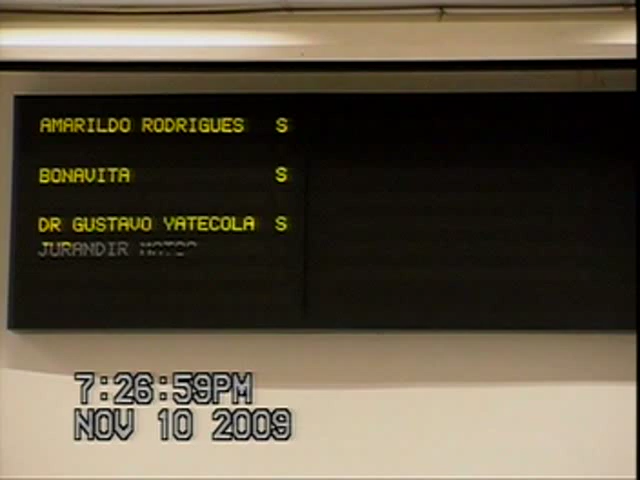 AMARILDO RODRIGUES S
BONAVITA S
DR GUSTAVO YATECOLA S
JURANDIR
7:26:59PM
NOV 10 2009